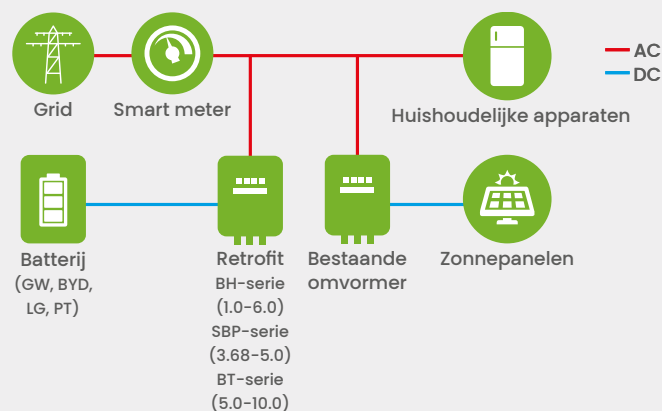 AC
DC
Grid
Smart meter
Huishoudelijke apparaten
Batterij
(GW, BYD,
LG, PT)
Retrofit
BH-serie
(1.0-6.0)
SBP-serie
(3.68-5.0)
BT-serie
(5.0-10.0)
Bestaande
omvormer
Zonnepanelen